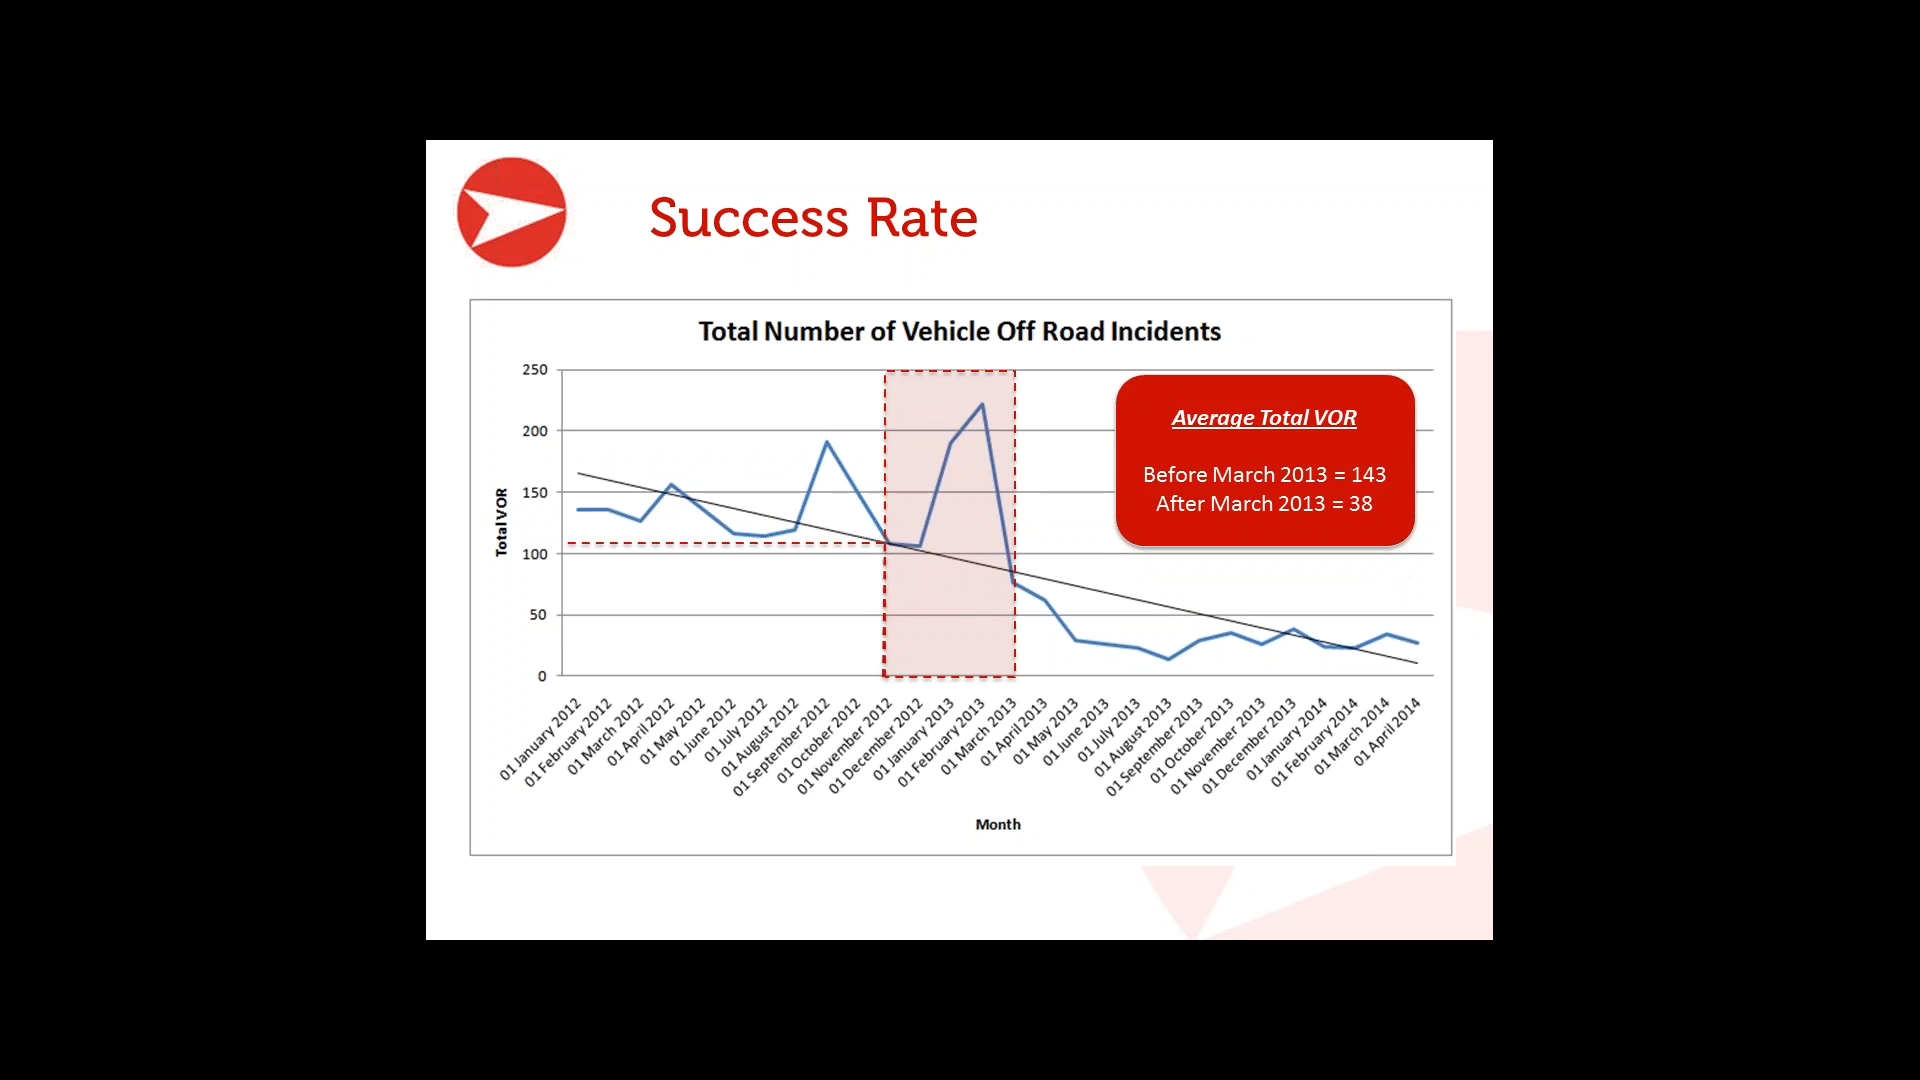 Success Rate
Total Number of Vehicle Off Road Incidents
250
200
150
100
50
0
Total VOR
Average Total VOR
Before March 2013 = 143
After March 2013 = 38
01 January 2012
01 February 2012
01 March 2012
01 April 2012
01 May 2012
01 June 2012
01 July 2012
01 August 2012
01 September 2012
01 October 2012
01 November 2012
01 December 2012
01 January 2013
01 February 2013
01 March 2013
01 April 2013
01 May 2013
01 June 2013
01 July 2013
01 August 2013
01 September 2013
01 October 2013
01 November 2013
01 December 2013
01 January 2014
01 February 2014
01 March 2014
01 April 2014
Month